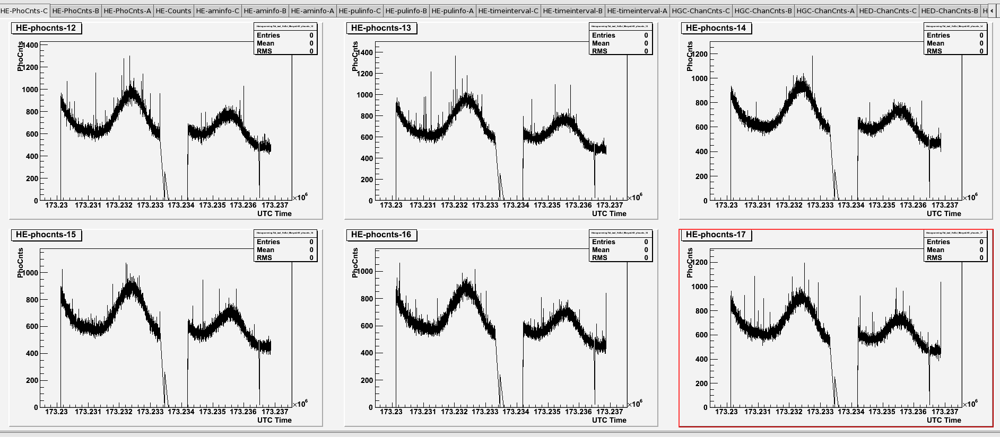 HE-PhoCnts-C HE-PhoCnts-B HE-PhoCnts-A HE-Counts HE-aminfo-C HE-aminfo-B HE-aminfo-A HE-pulinfo-C HE-pulinfo-B HE-pulinfo-A HE-timeinterval-C HE-timeinterval-B HE-timeinterval-A HGC-ChanCnts-C HGC-ChanCnts-B HGC-ChanCnts-A HED-ChanCnts-C HED-ChanCnts-B H
HE-phocnts-12
Entries 0
Mean 0
RMS 0
PhoCnts
1400
1200
1000
800
600
400
200
0
173.23 173.231 173.232 173.233 173.234 173.235 173.236 173.237
×10⁶
UTC Time
HE-phocnts-13
Entries 0
Mean 0
RMS 0
PhoCnts
1400
1200
1000
800
600
400
200
0
173.23 173.231 173.232 173.233 173.234 173.235 173.236 173.237
×10⁶
UTC Time
HE-phocnts-14
Entries 0
Mean 0
RMS 0
PhoCnts
1200
1000
800
600
400
200
0
173.23 173.231 173.232 173.233 173.234 173.235 173.236 173.237
×10⁶
UTC Time
HE-phocnts-15
Entries 0
Mean 0
RMS 0
PhoCnts
1000
800
600
400
200
0
173.23 173.231 173.232 173.233 173.234 173.235 173.236 173.237
×10⁶
UTC Time
HE-phocnts-16
Entries 0
Mean 0
RMS 0
PhoCnts
1000
800
600
400
200
0
173.23 173.231 173.232 173.233 173.234 173.235 173.236 173.237
×10⁶
UTC Time
HE-phocnts-17
Entries 0
Mean 0
RMS 0
PhoCnts
1200
1000
800
600
400
200
0
173.23 173.231 173.232 173.233 173.234 173.235 173.236 173.237
×10⁶
UTC Time